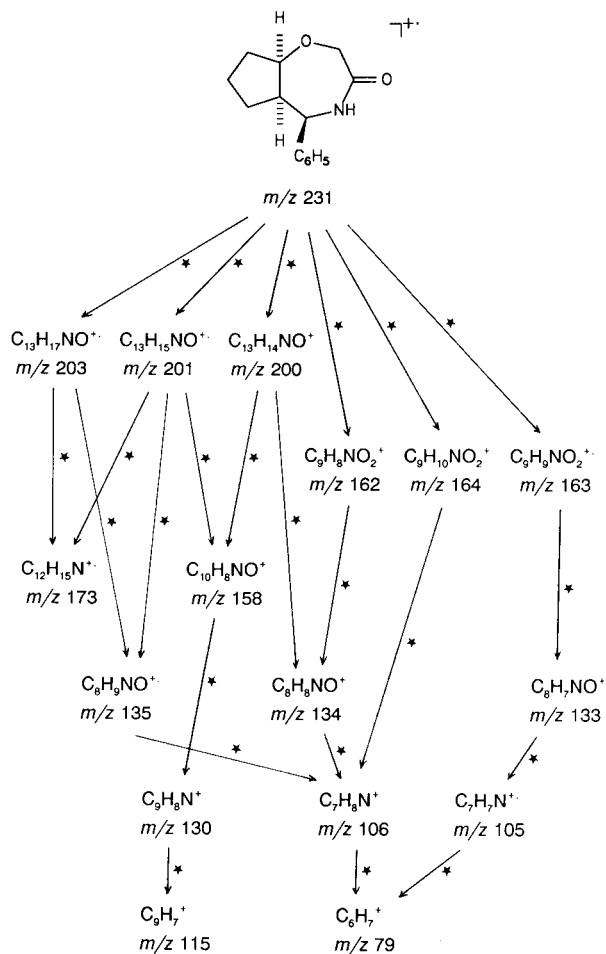 H
O
⌝+·
O
NH
H
C₆H₅
m/z 231
★ ★ ★
C₁₃H₁₇NO⁺· C₁₃H₁₅NO⁺· C₁₃H₁₄NO⁺
m/z 203 m/z 201 m/z 200
★ ★ ★
C₉H₈NO₂⁺ C₉H₁₀NO₂⁺ C₉H₉NO₂⁺·
m/z 162 m/z 164 m/z 163
★ ★ ★ ★ ★ ★ ★
C₁₂H₁₅N⁺· C₁₀H₈NO⁺
m/z 173 m/z 158
★ ★ ★
C₈H₉NO⁺· C₈H₈NO⁺ C₈H₇NO⁺·
m/z 135 m/z 134 m/z 133
★ ★ ★ ★
C₉H₈N⁺ C₇H₈N⁺ C₇H₇N⁺·
m/z 130 m/z 106 m/z 105
★ ★ ★
C₉H₇⁺ C₆H₇⁺
m/z 115 m/z 79